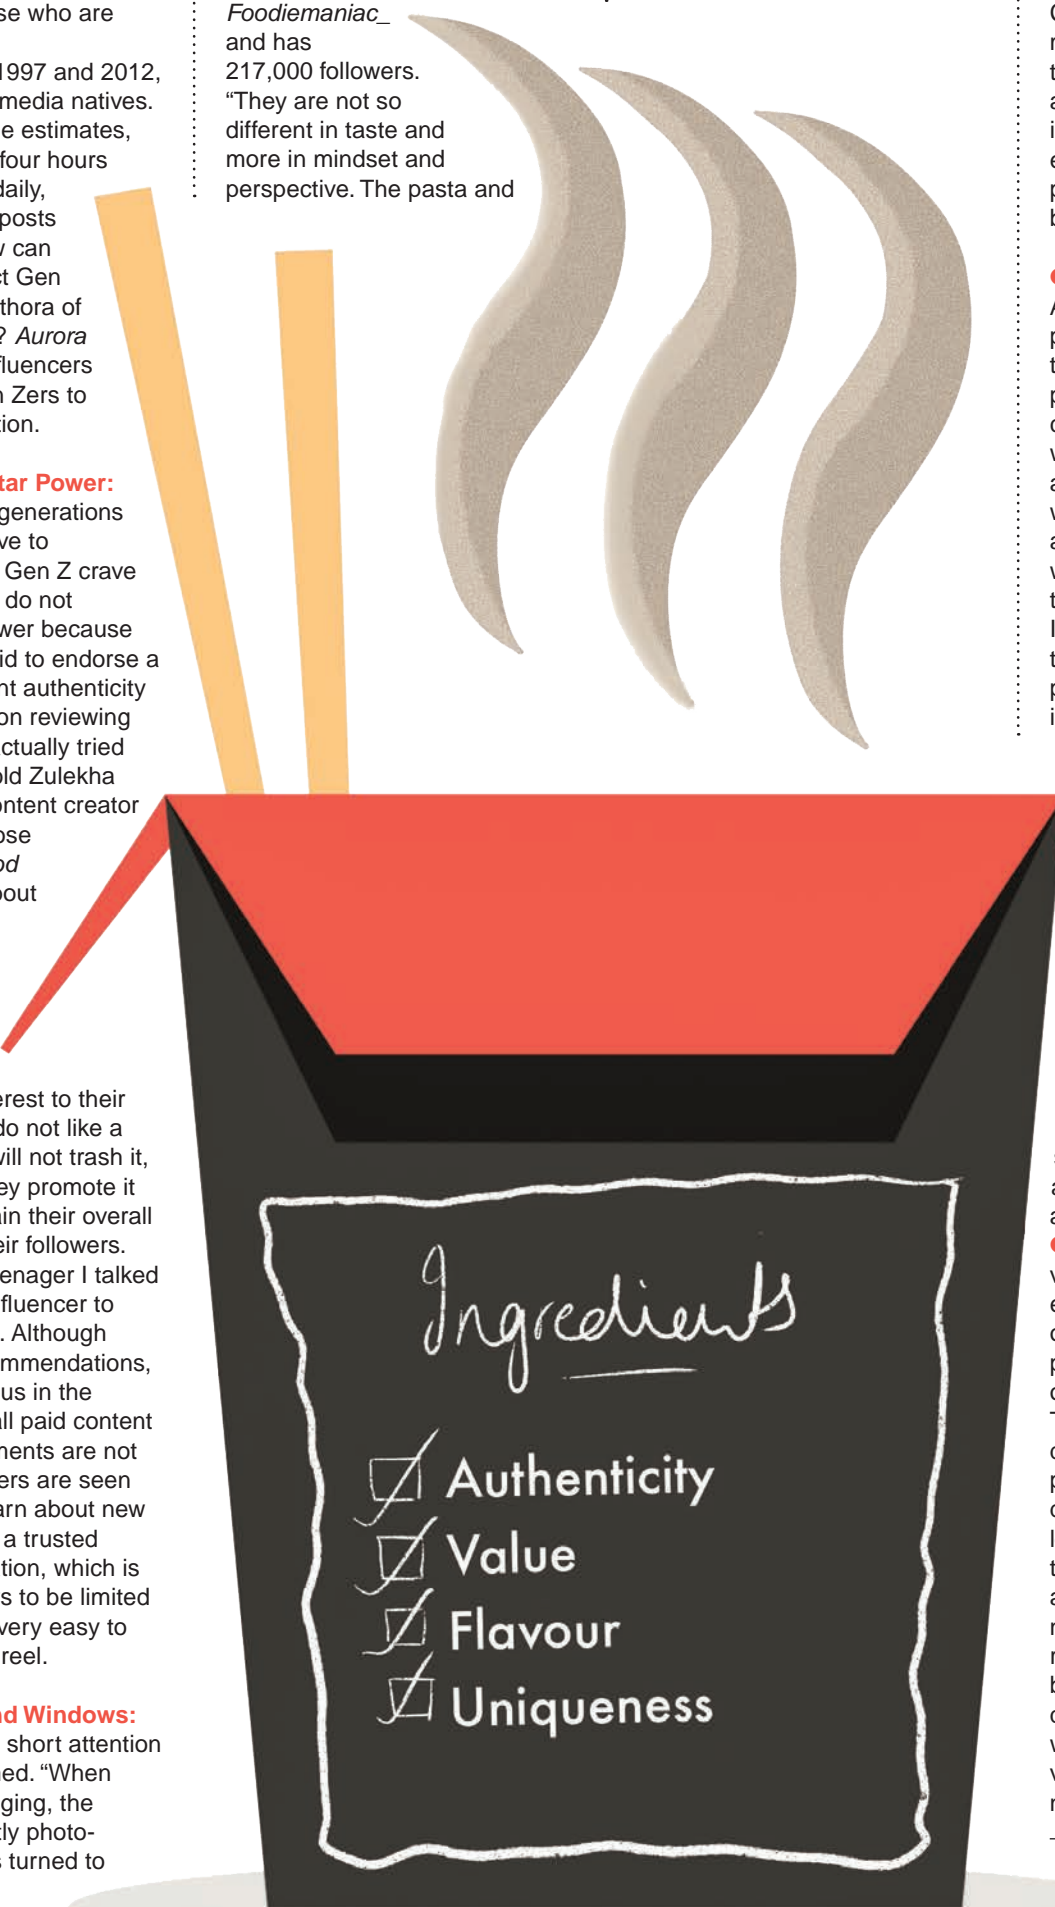 se who are
1997 and 2012,
media natives.
e estimates,
four hours
daily,
posts
can
t Gen
thora of
? Aurora
fluencers
n Zers to
tion.
tar Power:
generations
ve to
Gen Z crave
do not
wer because
id to endorse a
nt authenticity
on reviewing
ctually tried
old Zulekha
ontent creator
ose
od
bout
erest to their
do not like a
will not trash it,
ey promote it
ain their overall
eir followers.
enager I talked
fluencer to
. Although
mmendations,
us in the
all paid content
ments are not
ers are seen
arn about new
a trusted
tion, which is
s to be limited
very easy to
reel.
nd Windows:
short attention
ned. “When
ging, the
tly photo-
s turned to
Foodiemaniac_
and has
217,000 followers.
“They are not so
different in taste and
more in mindset and
perspective. The pasta and
Ingredients
Authenticity
Value
Flavour
Uniqueness